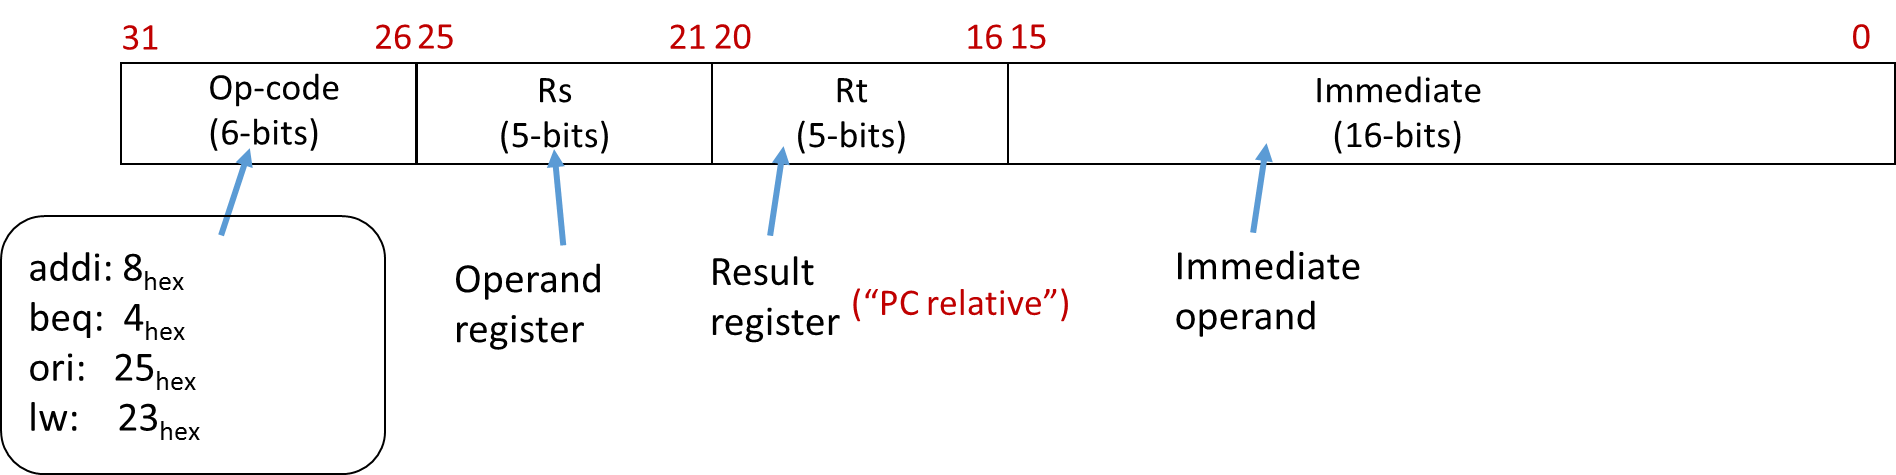 31 26 25 21 20 16 15 0
Op-code
(6-bits)
Rs
(5-bits)
Rt
(5-bits)
Immediate
(16-bits)
addi: 8hex
beq: 4hex
ori: 25hex
lw: 23hex
Operand
register
Result
register
(“PC relative”)
Immediate
operand